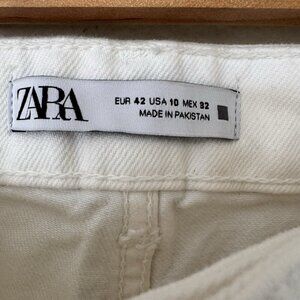 ZARA
EUR 42 USA 10 MEX 32
MADE IN PAKISTAN